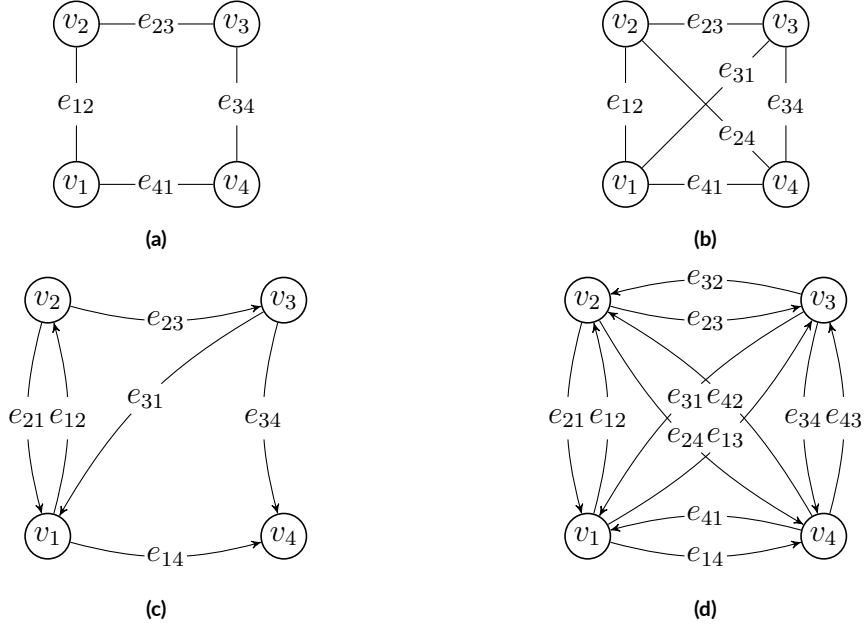 v2 e23 v3
e12 e34
v1 e41 v4
(a)
v2 e23 v3
e31
e12 e34
e24
v1 e41 v4
(b)
v2 e23 v3
e31
e21 e12 e34
v1 e14 v4
(c)
e32
v2 e23 v3
e31 e42
e21 e12 e34 e43
e24 e13
e41
v1 e14 v4
(d)